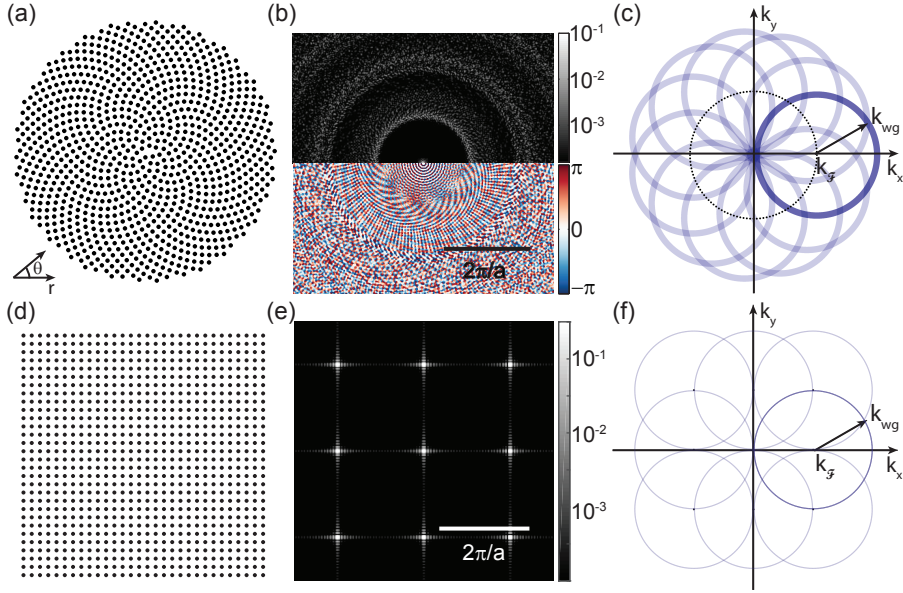 (a)
θ
r
(b)
10⁻¹
10⁻²
10⁻³
π
0
−π
2π/a
(c)
k_y
k_wg
k_𝓕
k_x
(d)
(e)
10⁻¹
10⁻²
10⁻³
2π/a
(f)
k_y
k_wg
k_𝓕
k_x